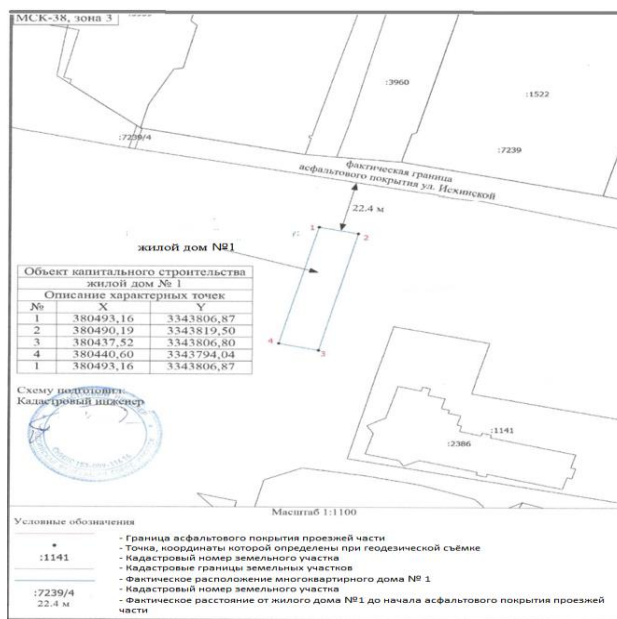 МСК-38, зона 3
:3960
:1522
:7239/4
:7239
фактическая граница
асфальтового покрытия ул. Исхинской
22.4 м
1
2
жилой дом №1
Объект капитального строительства
жилой дом № 1
Описание характерных точек
№ X Y
1 380493,16 3343806,87
2 380490,19 3343819,50
3 380437,52 3343806,80
4 380440,60 3343794,04
1 380493,16 3343806,87
4
3
Схему подготовил:
Кадастровый инженер
:1141
:2386
Масштаб 1:1100
Условные обозначения
- Граница асфальтового покрытия проезжей части
- Точка, координаты которой определены при геодезической съёмке
:1141 - Кадастровый номер земельного участка
- Кадастровые границы земельных участков
- Фактическое расположение многоквартирного дома № 1
:7239/4 - Кадастровый номер земельного участка
22.4 м - Фактическое расстояние от жилого дома №1 до начала асфальтового покрытия проезжей
части